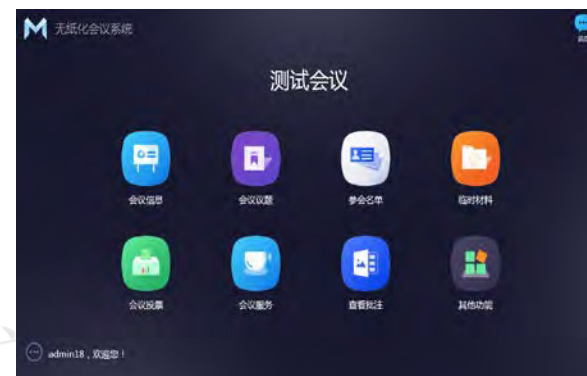 无纸化会议系统
测试会议
会议信息
会议议题
参会名单
临时材料
会议投票
会议服务
查看批注
其他功能
admin18，欢迎您！